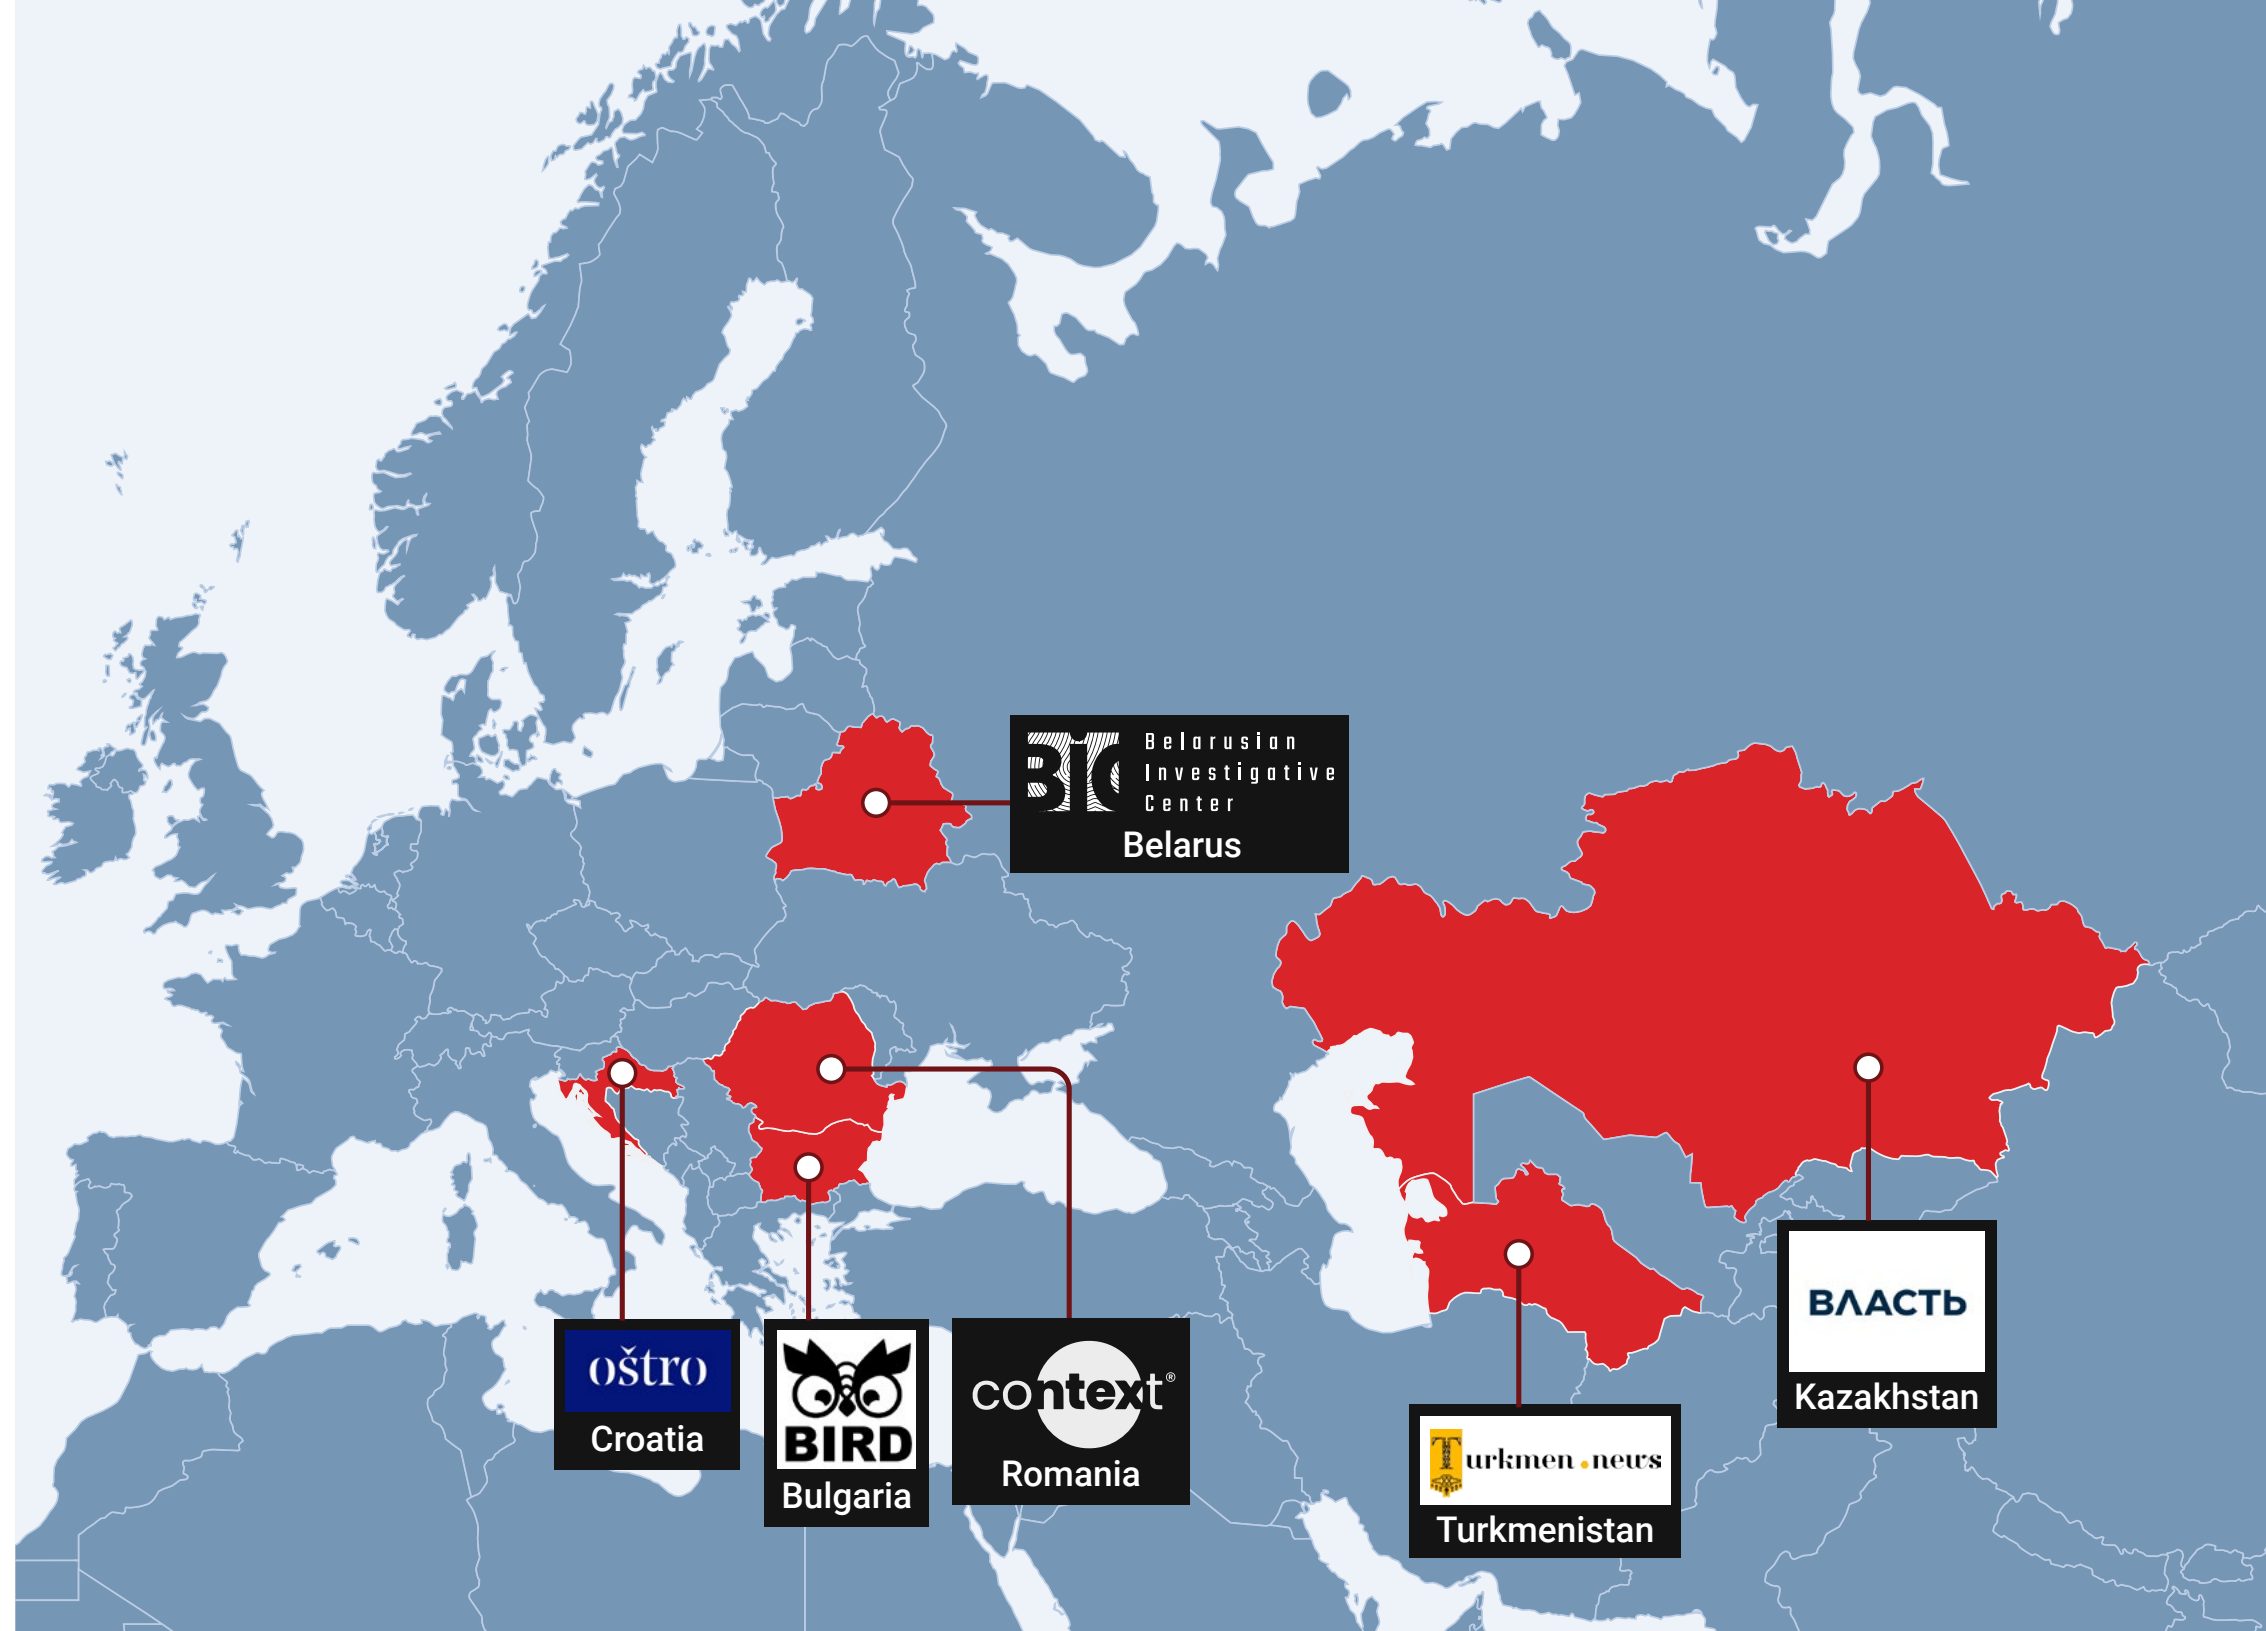 BIC
Belarusian
Investigative
Center
Belarus
oštro
Croatia
BIRD
Bulgaria
context®
Romania
Turkmen.news
Turkmenistan
ВЛАСТЬ
Kazakhstan